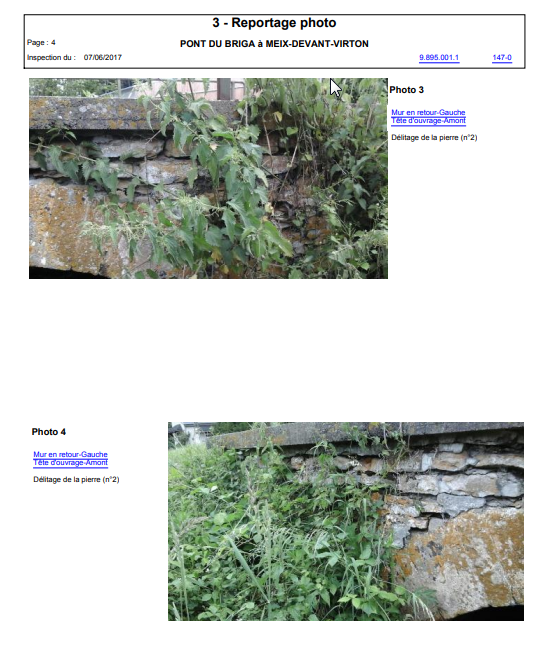 3 - Reportage photo
Page : 4
PONT DU BRIGA à MEIX-DEVANT-VIRTON
Inspection du : 07/06/2017
9.895.001.1
147-0
Photo 3
Mur en retour-Gauche
Tête d'ouvrage-Amont
Délitage de la pierre (n°2)
Photo 4
Mur en retour-Gauche
Tête d'ouvrage-Amont
Délitage de la pierre (n°2)